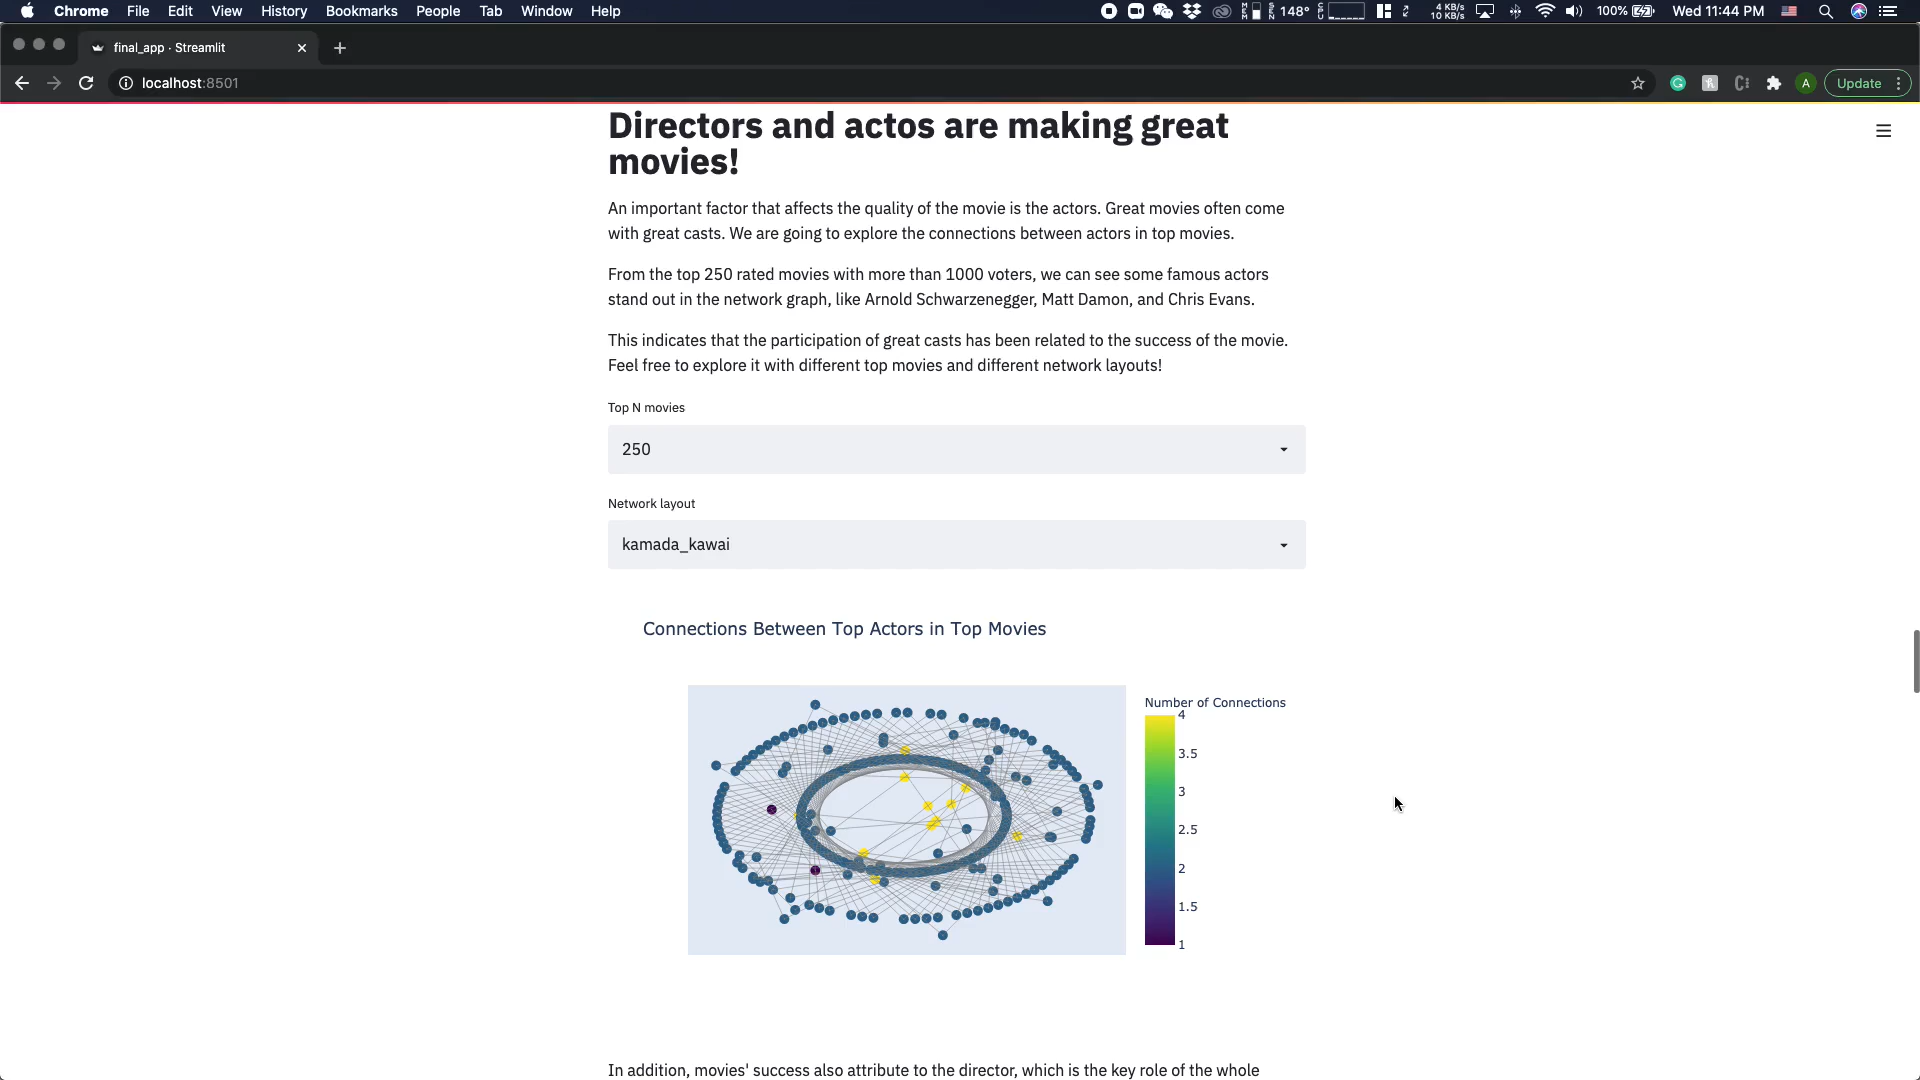 Chrome File Edit View History Bookmarks People Tab Window Help 148° 4 KB/s 10 KB/s 100% Wed 11:44 PM
final_app · Streamlit
localhost:8501
A Update
Directors and actos are making great
movies!
An important factor that affects the quality of the movie is the actors. Great movies often come
with great casts. We are going to explore the connections between actors in top movies.
From the top 250 rated movies with more than 1000 voters, we can see some famous actors
stand out in the network graph, like Arnold Schwarzenegger, Matt Damon, and Chris Evans.
This indicates that the participation of great casts has been related to the success of the movie.
Feel free to explore it with different top movies and different network layouts!
Top N movies
250
Network layout
kamada_kawai
Connections Between Top Actors in Top Movies
Number of Connections
4
3.5
3
2.5
2
1.5
1
In addition, movies' success also attribute to the director, which is the key role of the whole